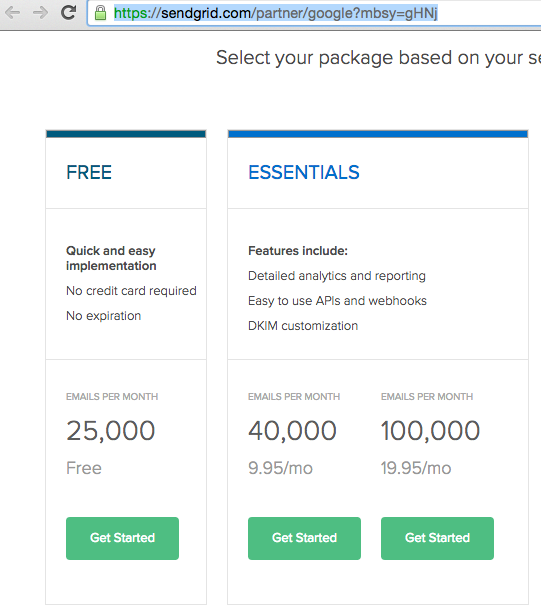 https://sendgrid.com/partner/google?mbsy=gHNj
Select your package based on your se
FREE
Quick and easy
implementation
No credit card required
No expiration
EMAILS PER MONTH
25,000
Free
Get Started
ESSENTIALS
Features include:
Detailed analytics and reporting
Easy to use APIs and webhooks
DKIM customization
EMAILS PER MONTH
40,000
9.95/mo
Get Started
EMAILS PER MONTH
100,000
19.95/mo
Get Started